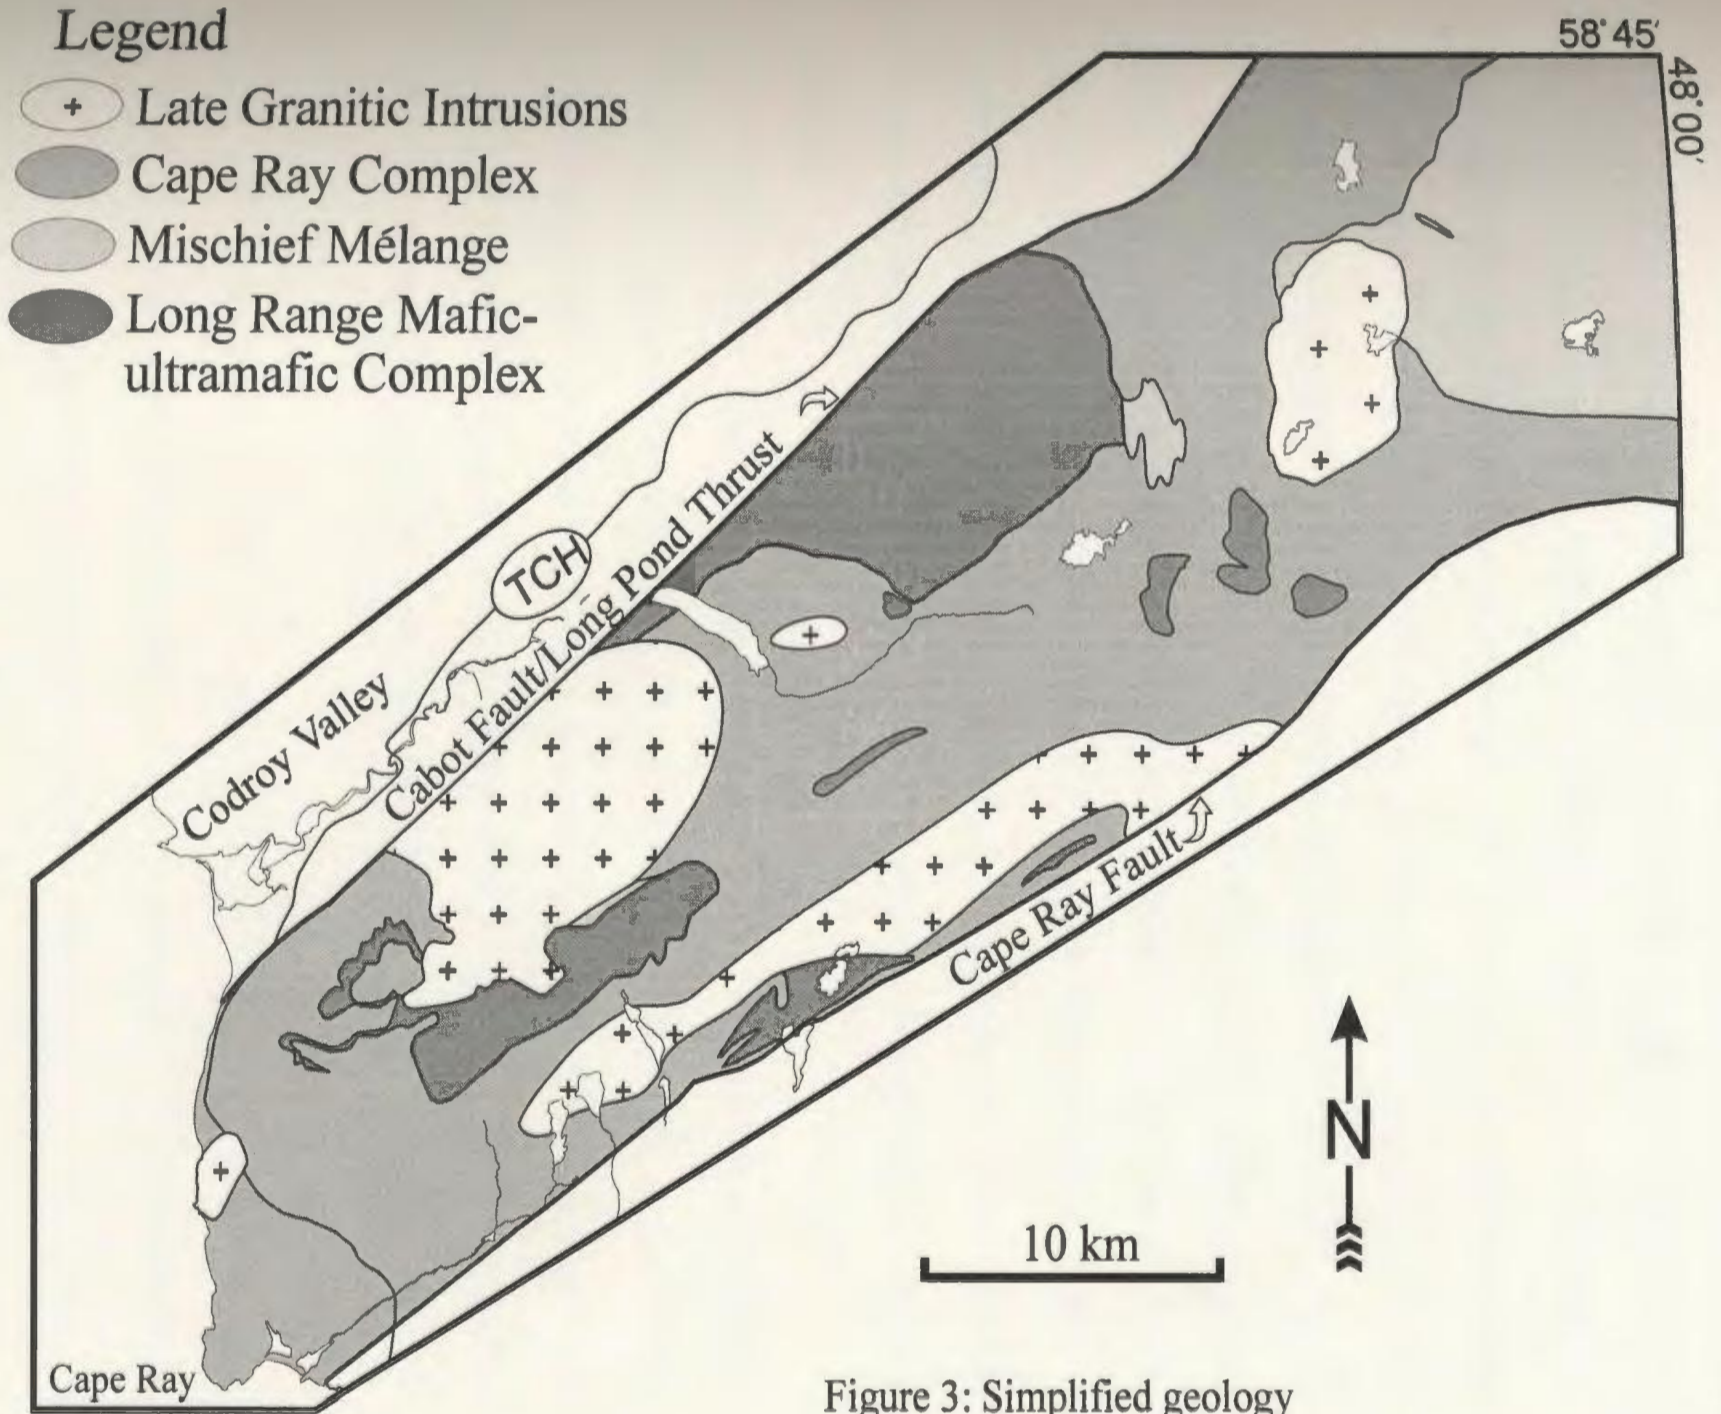 Legend
58°45'
48°00'
+ Late Granitic Intrusions
Cape Ray Complex
Mischief Mélange
Long Range Mafic-
ultramafic Complex
TCH
Cabot Fault/Long Pond Thrust
Codroy Valley
Cape Ray Fault
N
10 km
Cape Ray
Figure 3: Simplified geology